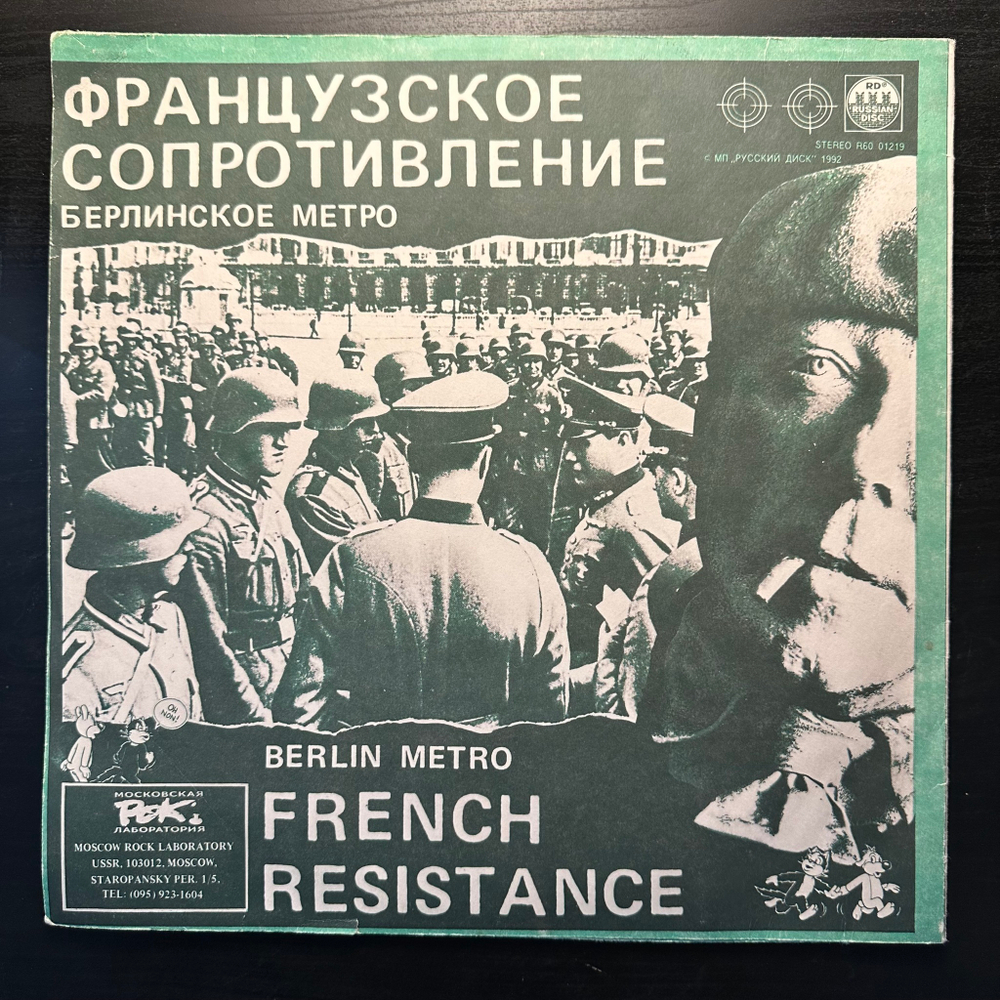 ФРАНЦУЗСКОЕ
СОПРОТИВЛЕНИЕ
БЕРЛИНСКОЕ МЕТРО
RD®
RUSSIAN
DISC
STEREO R60 01219
с МП „РУССКИЙ ДИСК" 1992
OH
NON!
BERLIN METRO
FRENCH
RESISTANCE
МОСКОВСКАЯ
РОК
ЛАБОРАТОРИЯ
MOSCOW ROCK LABORATORY
USSR, 103012, MOSCOW,
STAROPANSKY PER. 1/5,
TEL: (095) 923-1604